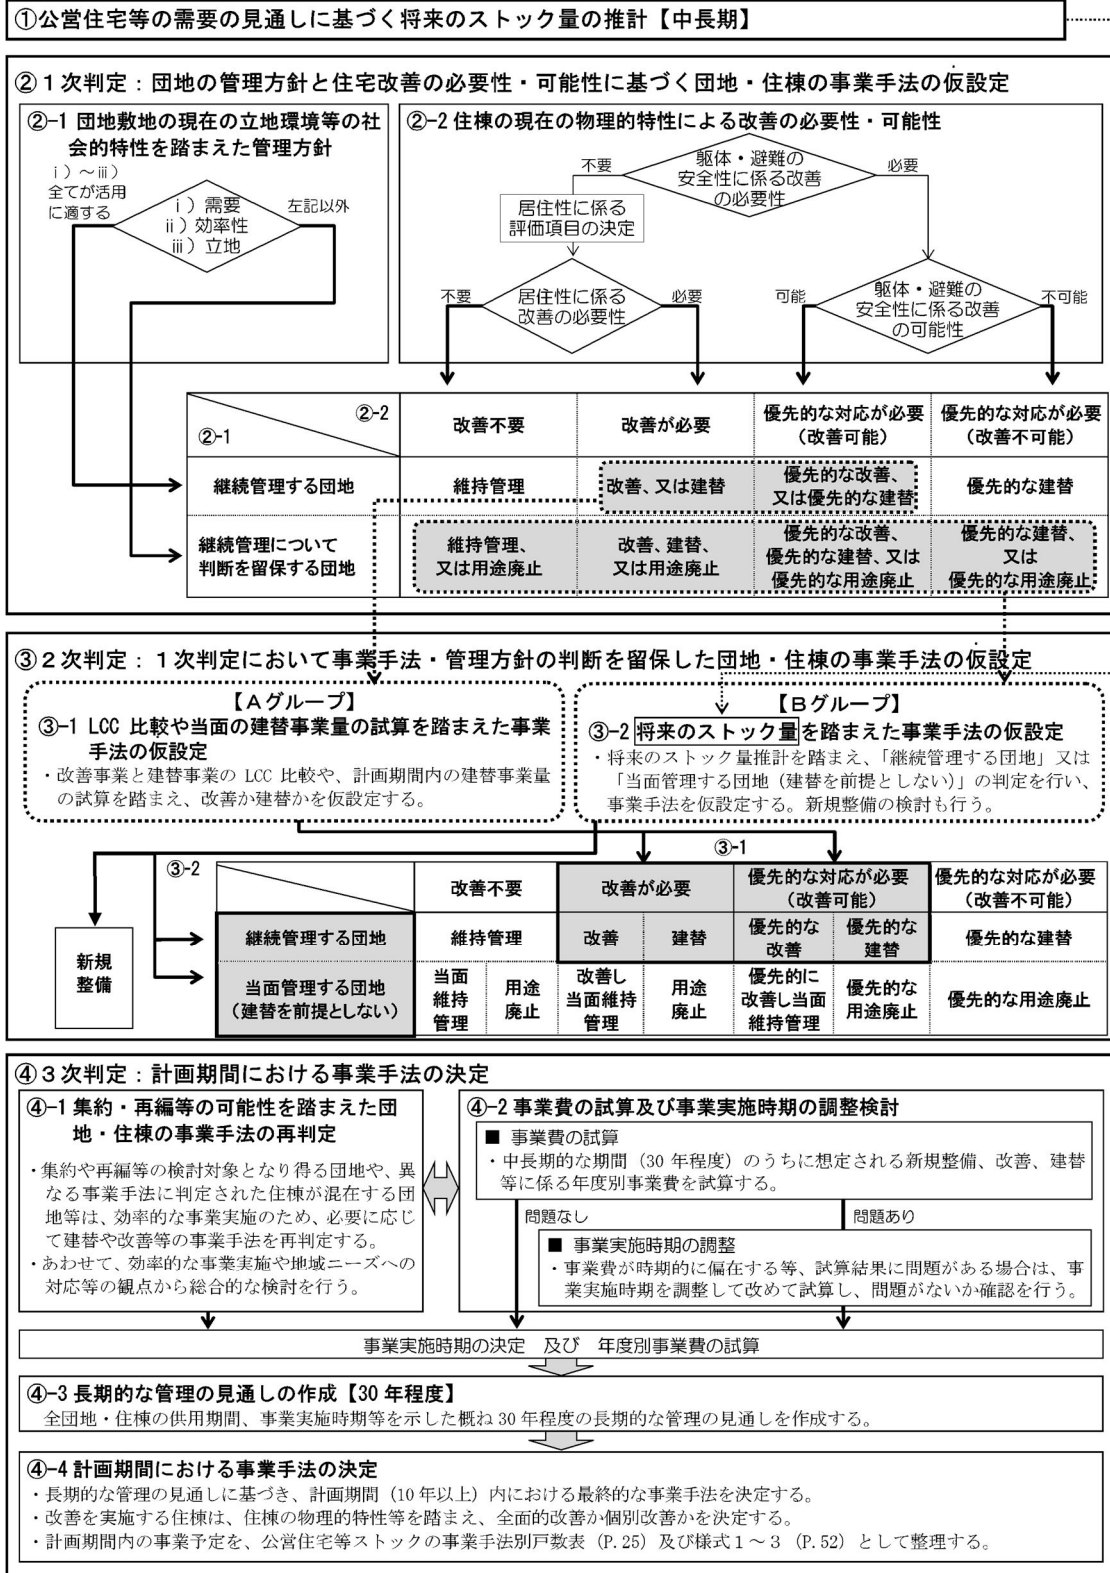 ①公営住宅等の需要の見通しに基づく将来のストック量の推計【中長期】
②１次判定：団地の管理方針と住宅改善の必要性・可能性に基づく団地・住棟の事業手法の仮設定
②-1 団地敷地の現在の立地環境等の社
会的特性を踏まえた管理方針
ⅰ）～ⅲ）
全てが活用
に適する
ⅰ）需要
ⅱ）効率性
ⅲ）立地
左記以外
②-2 住棟の現在の物理的特性による改善の必要性・可能性
不要
躯体・避難の
安全性に係る改善
の必要性
必要
居住性に係る
評価項目の決定
不要
居住性に係る
改善の必要性
必要
可能
躯体・避難の
安全性に係る改善
の可能性
不可能
②-2
②-1
改善不要
改善が必要
優先的な対応が必要
（改善可能）
優先的な対応が必要
（改善不可能）
継続管理する団地
維持管理
改善、又は建替
優先的な改善、
又は優先的な建替
優先的な建替
継続管理について
判断を留保する団地
維持管理、
又は用途廃止
改善、建替、
又は用途廃止
優先的な改善、
優先的な建替、又は
優先的な用途廃止
優先的な建替、
又は
優先的な用途廃止
③２次判定：１次判定において事業手法・管理方針の判断を留保した団地・住棟の事業手法の仮設定
【Ａグループ】
③-1 LCC 比較や当面の建替事業量の試算を踏まえた事業
手法の仮設定
・改善事業と建替事業の LCC 比較や、計画期間内の建替事業量
の試算を踏まえ、改善か建替かを仮設定する。
【Ｂグループ】
③-2 将来のストック量を踏まえた事業手法の仮設定
・将来のストック量推計を踏まえ、「継続管理する団地」又は
「当面管理する団地（建替を前提としない）」の判定を行い、
事業手法を仮設定する。新規整備の検討も行う。
③-1
③-2
改善不要
改善が必要
優先的な対応が必要
（改善可能）
優先的な対応が必要
（改善不可能）
新規
整備
継続管理する団地
維持管理
改善
建替
優先的な
改善
優先的な
建替
優先的な建替
当面管理する団地
（建替を前提としない）
当面
維持
管理
用途
廃止
改善し
当面維持
管理
用途
廃止
優先的に
改善し当面
維持管理
優先的な
用途廃止
優先的な用途廃止
④３次判定：計画期間における事業手法の決定
④-1 集約・再編等の可能性を踏まえた団
地・住棟の事業手法の再判定
・集約や再編等の検討対象となり得る団地や、異
なる事業手法に判定された住棟が混在する団
地等は、効率的な事業実施のため、必要に応じ
て建替や改善等の事業手法を再判定する。
・あわせて、効率的な事業実施や地域ニーズへの
対応等の観点から総合的な検討を行う。
④-2 事業費の試算及び事業実施時期の調整検討
■ 事業費の試算
・中長期的な期間（30 年程度）のうちに想定される新規整備、改善、建替
等に係る年度別事業費を試算する。
問題なし
問題あり
■ 事業実施時期の調整
・事業費が時期的に偏在する等、試算結果に問題がある場合は、事
業実施時期を調整して改めて試算し、問題がないか確認を行う。
事業実施時期の決定　及び　年度別事業費の試算
④-3 長期的な管理の見通しの作成【30 年程度】
全団地・住棟の供用期間、事業実施時期等を示した概ね 30 年程度の長期的な管理の見通しを作成する。
④-4 計画期間における事業手法の決定
・長期的な管理の見通しに基づき、計画期間（10 年以上）内における最終的な事業手法を決定する。
・改善を実施する住棟は、住棟の物理的特性等を踏まえ、全面的改善か個別改善かを決定する。
・計画期間内の事業予定を、公営住宅等ストックの事業手法別戸数表（P.25）及び様式１～３（P.52）として整理する。